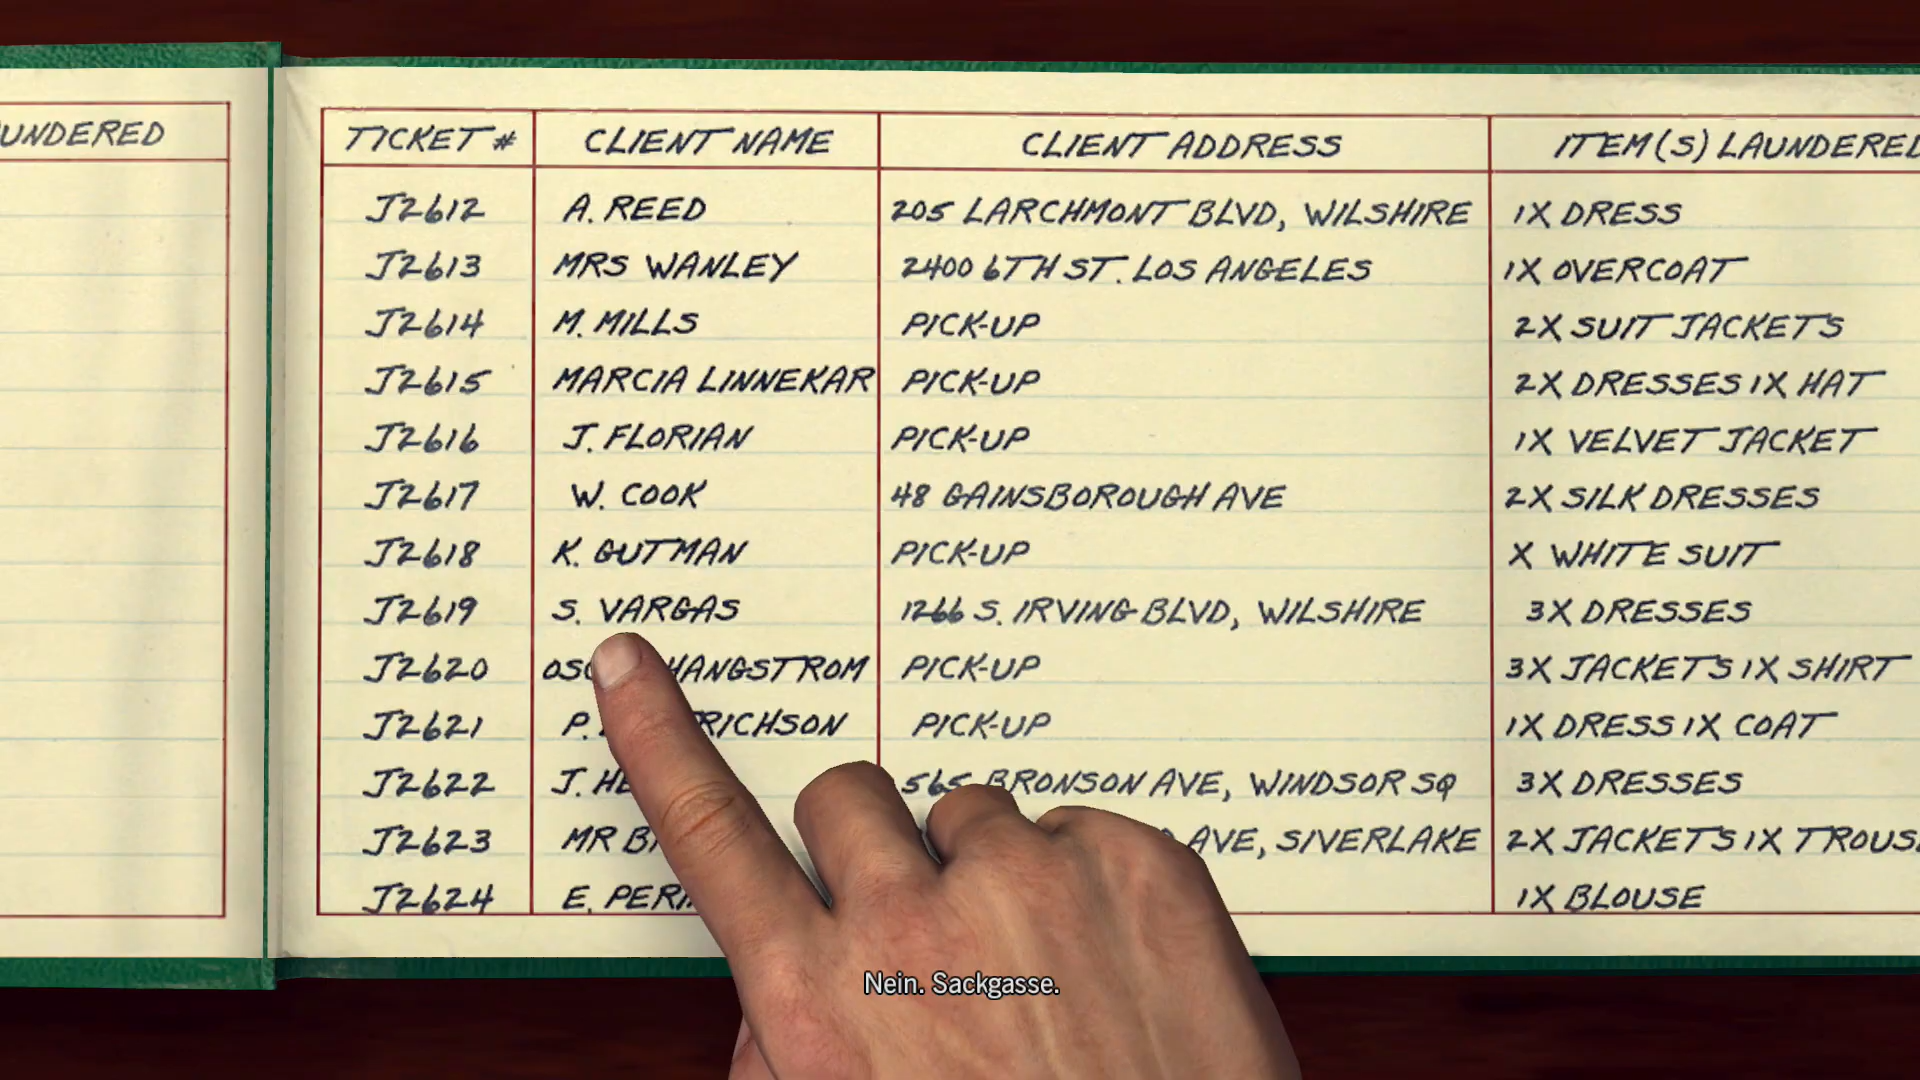 UNDERED
TICKET # CLIENT NAME CLIENT ADDRESS ITEM(S) LAUNDERED
J2612 A. REED 205 LARCHMONT BLVD, WILSHIRE 1X DRESS
J2613 MRS WANLEY 2400 6TH ST. LOS ANGELES 1X OVERCOAT
J2614 M. MILLS PICK-UP 2X SUIT JACKETS
J2615 MARCIA LINNEKAR PICK-UP 2X DRESSES 1X HAT
J2616 J. FLORIAN PICK-UP 1X VELVET JACKET
J2617 W. COOK 48 GAINSBOROUGH AVE 2X SILK DRESSES
J2618 K. GUTMAN PICK-UP X WHITE SUIT
J2619 S. VARGAS 1266 S. IRVING BLVD, WILSHIRE 3X DRESSES
J2620 HANGSTROM PICK-UP 3X JACKETS 1X SHIRT
J2621 P. RICHSON PICK-UP 1X DRESS 1X COAT
J2622 J. 565 BRONSON AVE, WINDSOR SQ 3X DRESSES
J2623 MR AVE, SIVERLAKE 2X JACKETS 1X TROUS
J2624 E. 1X BLOUSE
Nein. Sackgasse.